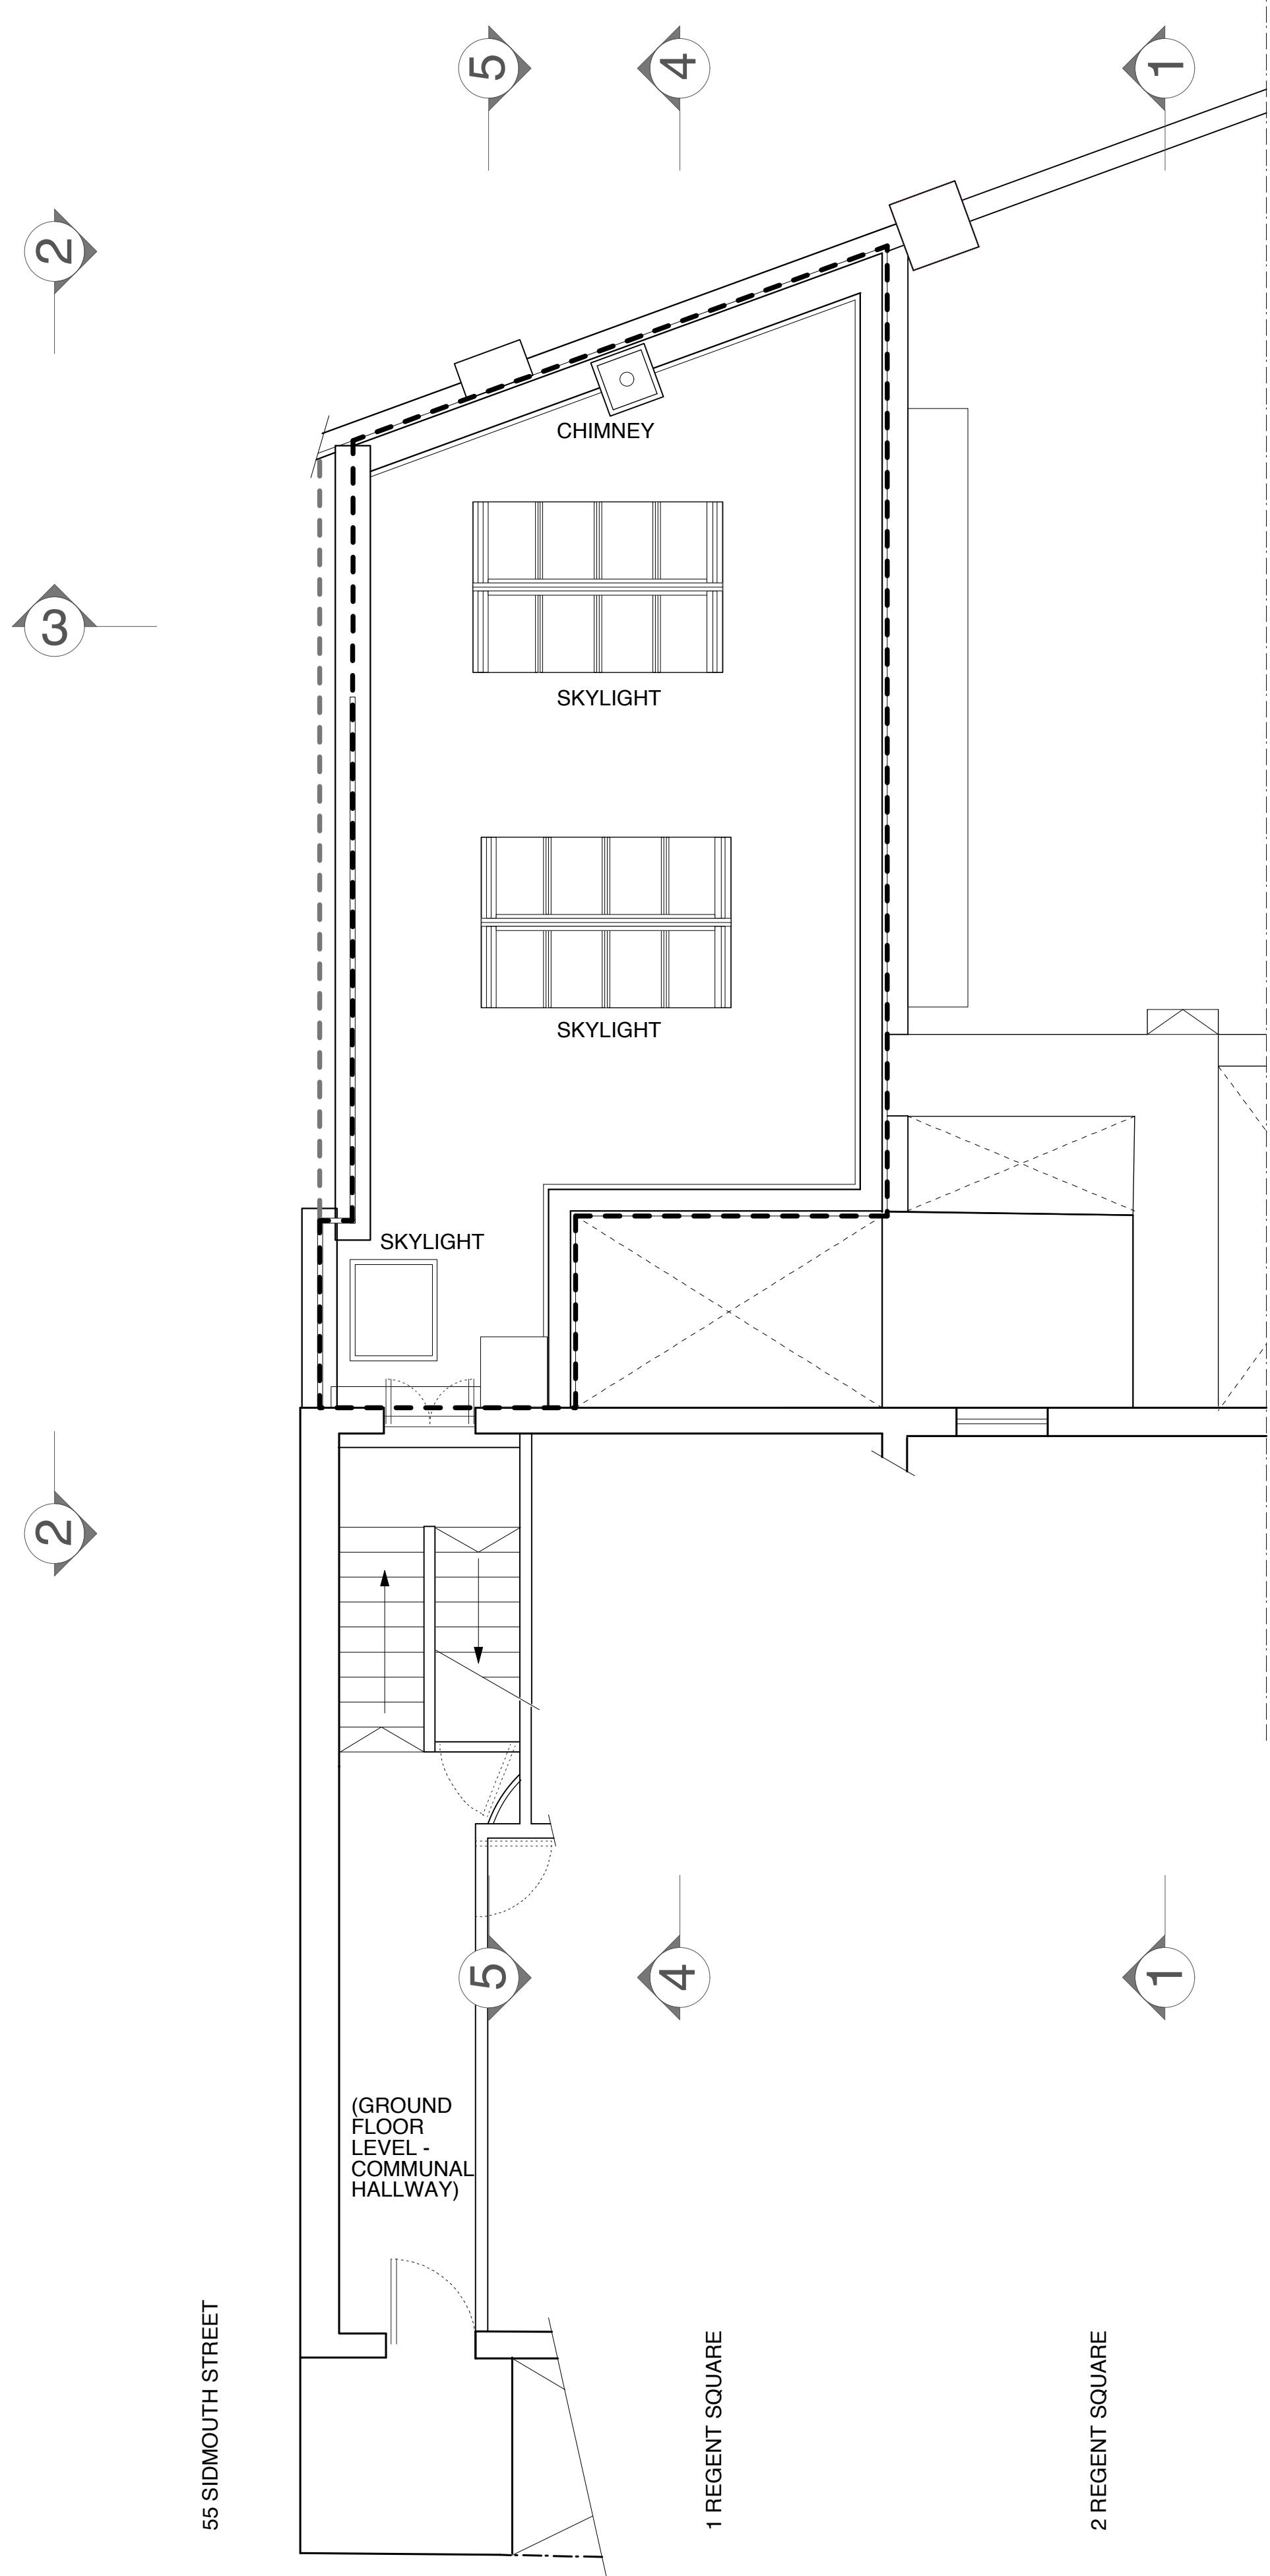 5
4
1
2
CHIMNEY
3
SKYLIGHT
SKYLIGHT
SKYLIGHT
2
5
4
1
(GROUND
FLOOR
LEVEL -
COMMUNAL
HALLWAY)
55 SIDMOUTH STREET
1 REGENT SQUARE
2 REGENT SQUARE